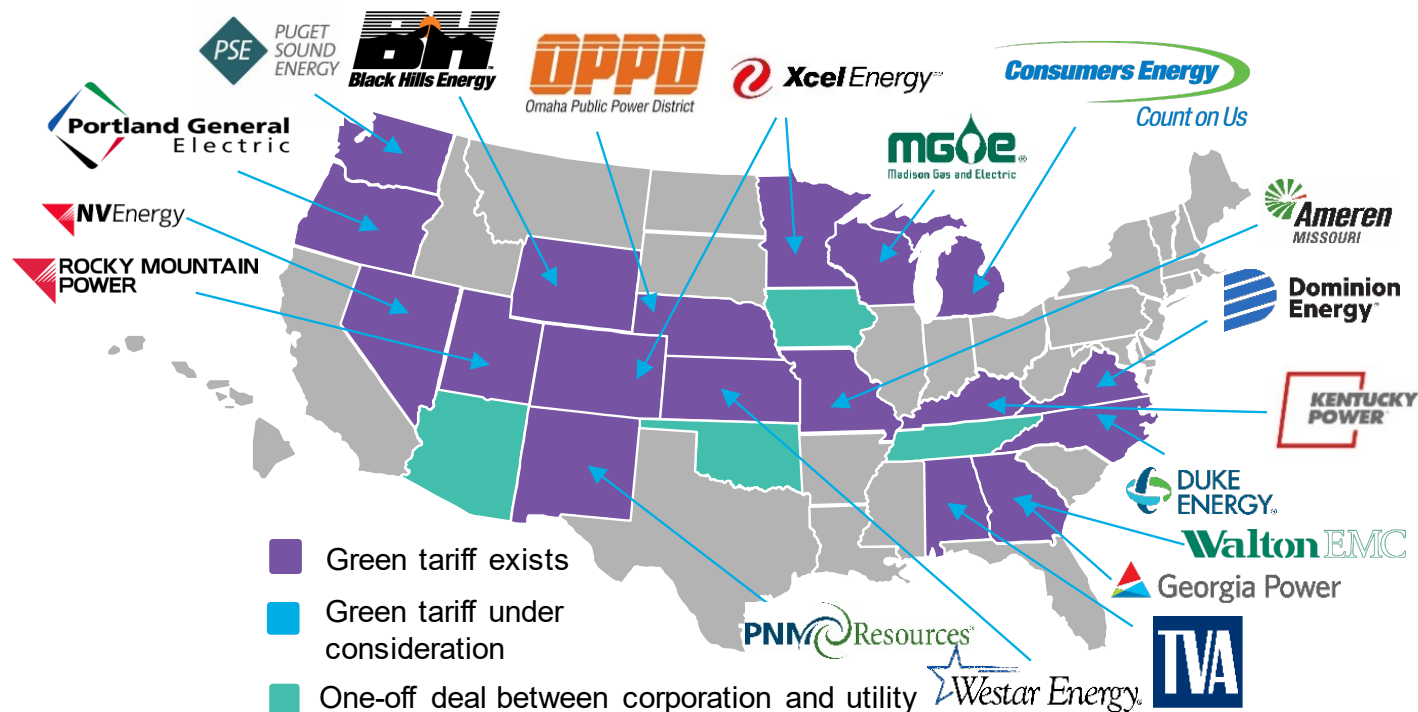 PSE
PUGET
SOUND
ENERGY
BH
Black Hills Energy
OPPD
Omaha Public Power District
Xcel Energy™
Consumers Energy
Count on Us
Portland General
Electric
mge®
Madison Gas and Electric
NV Energy
Ameren
MISSOURI
ROCKY MOUNTAIN
POWER
Dominion
Energy™
KENTUCKY
POWER
DUKE
ENERGY®
Walton EMC
Georgia Power
Green tariff exists
Green tariff under
consideration
One-off deal between corporation and utility
PNM Resources
Westar Energy
TVA